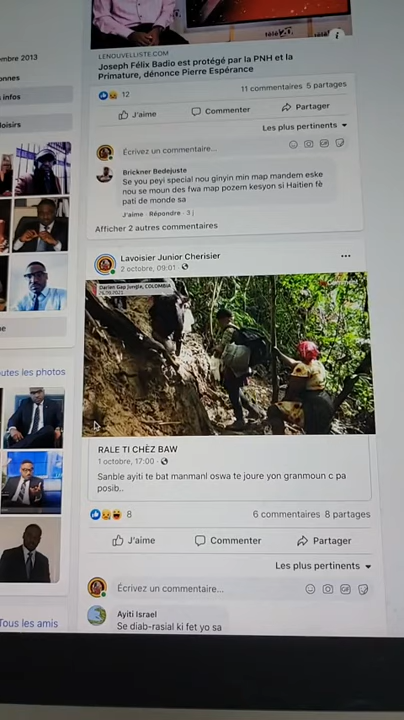 embre 2013
onnes
s infos
oisirs
outes les photos
Tous les amis
LENOUVELLISTE.COM
Joseph Félix Badio est protégé par la PNH et la
Primature, dénonce Pierre Espérance
12
11 commentaires 5 partages
J'aime
Commenter
Partager
Les plus pertinents
Écrivez un commentaire...
Brickner Bedejuste
Se you peyi special nou ginyin min map mandem eske
nou se moun des fwa map pozem kesyon si Haitien fè
pati de monde sa
J'aime · Répondre · 3 j
Afficher 2 autres commentaires
Lavoisier Junior Cherisier
2 octobre, 09:01 ·
Darien Gap Jungle, COLOMBIA
RALE TI CHÈZ BAW
1 octobre, 17:00 ·
Sanble ayiti te bat manmanl oswa te joure yon granmoun c pa
posib..
8
6 commentaires 8 partages
J'aime
Commenter
Partager
Les plus pertinents
Écrivez un commentaire...
Ayiti Israel
Se diab-rasial ki fet yo sa